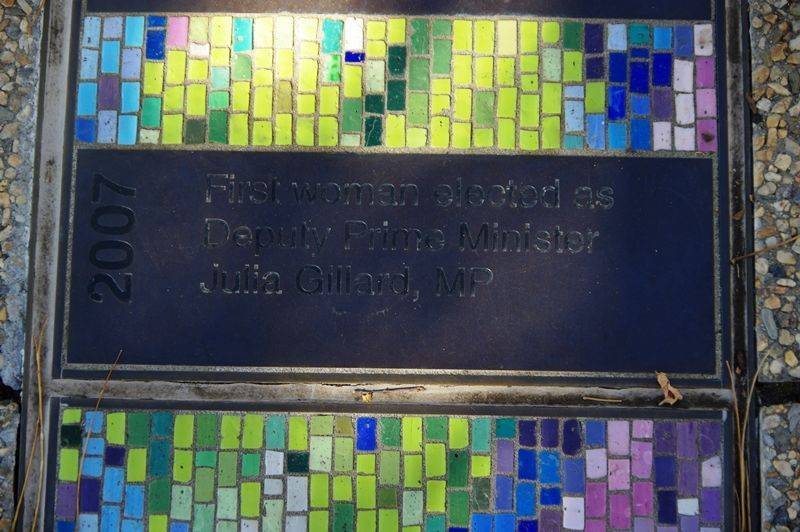 2007
First woman elected as
Deputy Prime Minister
Julia Gillard, MP